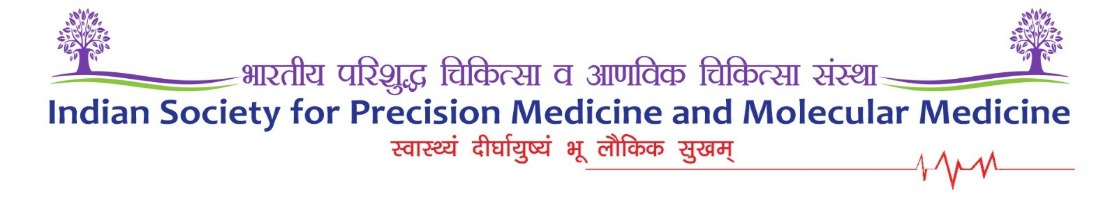 भारतीय परिशुद्ध चिकित्सा व आणविक चिकित्सा संस्था
Indian Society for Precision Medicine and Molecular Medicine
स्वास्थ्यं दीर्घायुष्यं भू लौकिक सुखम्